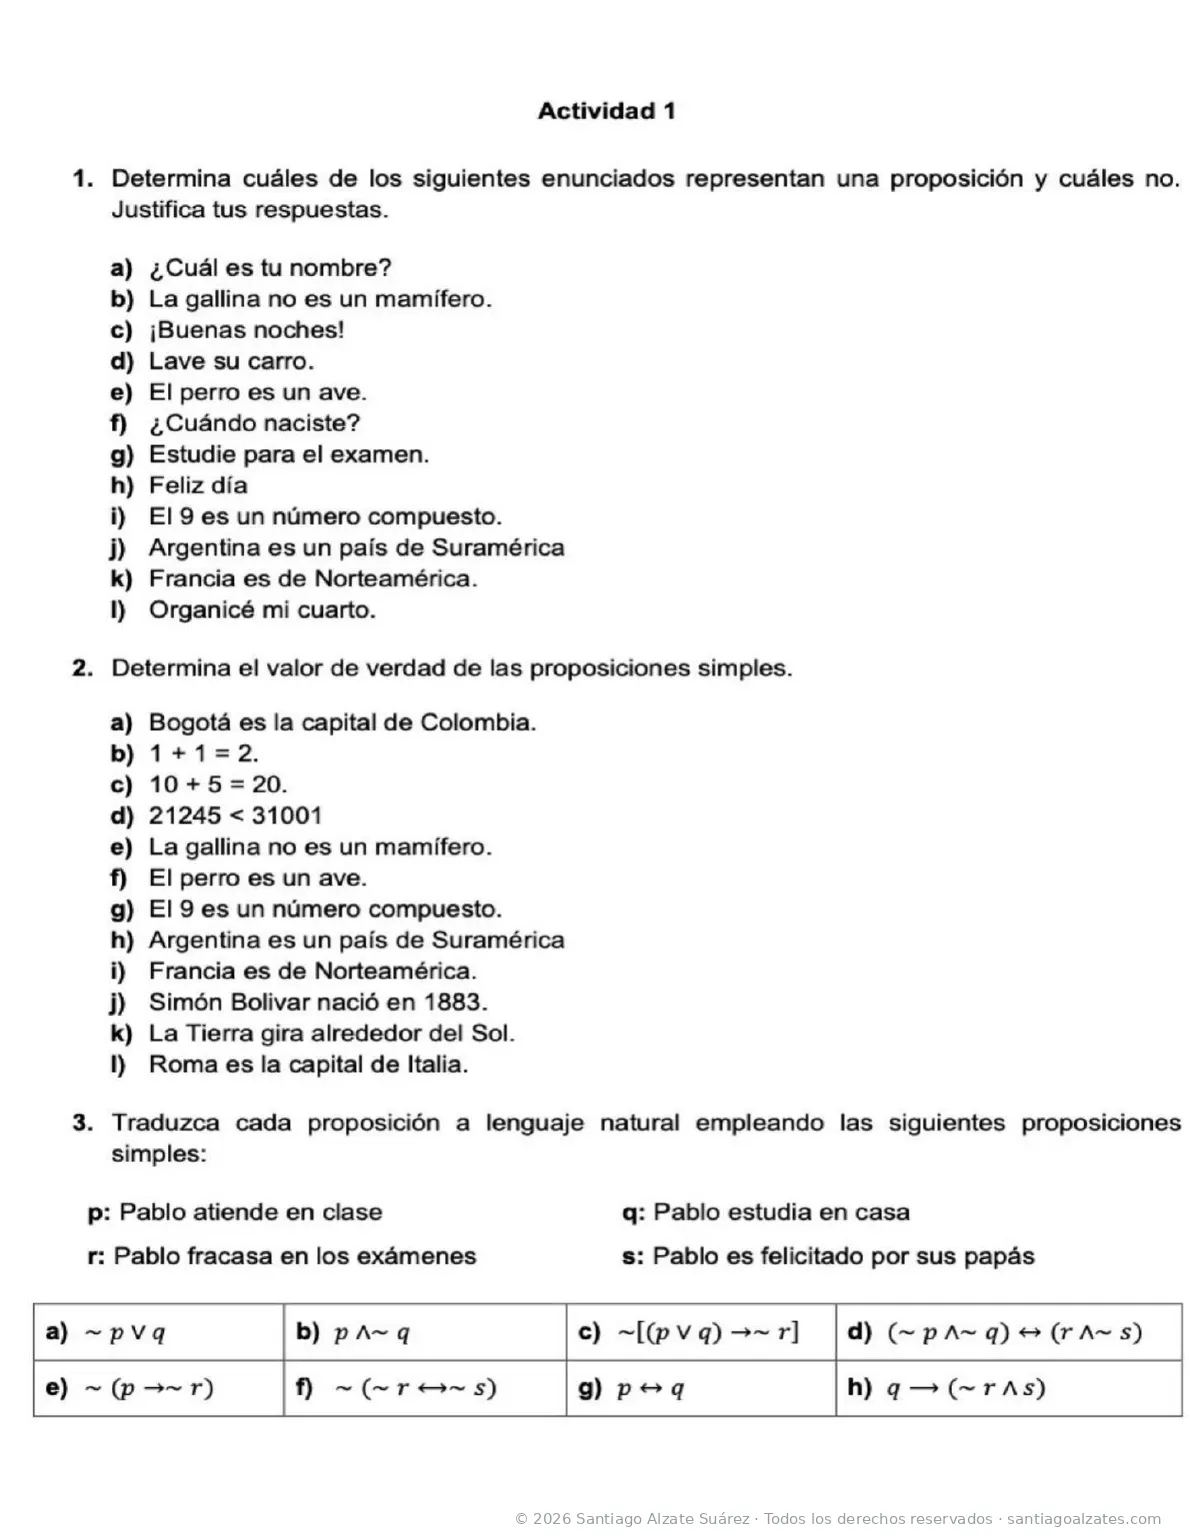 Actividad 1
1. Determina cuáles de los siguientes enunciados representan una proposición y cuáles no.
Justifica tus respuestas.
a) ¿Cuál es tu nombre?
b) La gallina no es un mamífero.
c) ¡Buenas noches!
d) Lave su carro.
e) El perro es un ave.
f) ¿Cuándo naciste?
g) Estudie para el examen.
h) Feliz día
i) El 9 es un número compuesto.
j) Argentina es un país de Suramérica
k) Francia es de Norteamérica.
l) Organicé mi cuarto.
2. Determina el valor de verdad de las proposiciones simples.
a) Bogotá es la capital de Colombia.
b) 1 + 1 = 2.
c) 10 + 5 = 20.
d) 21245 < 31001
e) La gallina no es un mamífero.
f) El perro es un ave.
g) El 9 es un número compuesto.
h) Argentina es un país de Suramérica
i) Francia es de Norteamérica.
j) Simón Bolivar nació en 1883.
k) La Tierra gira alrededor del Sol.
l) Roma es la capital de Italia.
3. Traduzca cada proposición a lenguaje natural empleando las siguientes proposiciones
simples:
p: Pablo atiende en clase q: Pablo estudia en casa
r: Pablo fracasa en los exámenes s: Pablo es felicitado por sus papás
a) ~ p ∨ q b) p ∧~ q c) ~[(p ∨ q) →~ r] d) (~ p ∧~ q) ↔ (r ∧~ s)
e) ~ (p →~ r) f) ~ (~ r ↔~ s) g) p ↔ q h) q → (~ r ∧ s)
© 2026 Santiago Alzate Suárez · Todos los derechos reservados · santiagoalzates.com